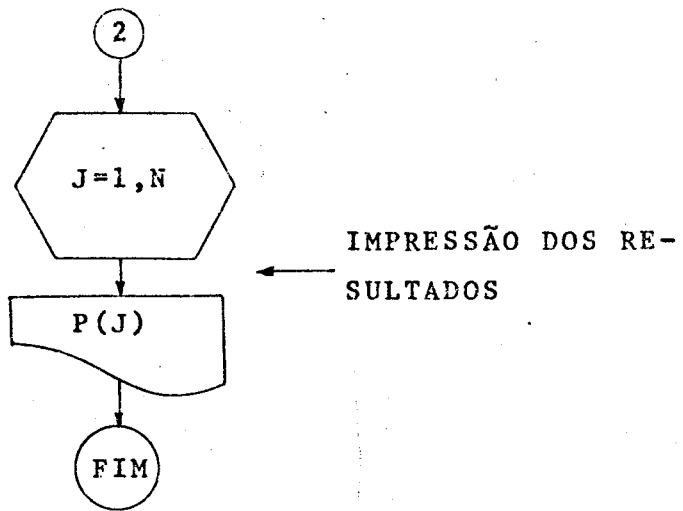 2
J=1,N
IMPRESSÃO DOS RE-
SULTADOS
P(J)
FIM